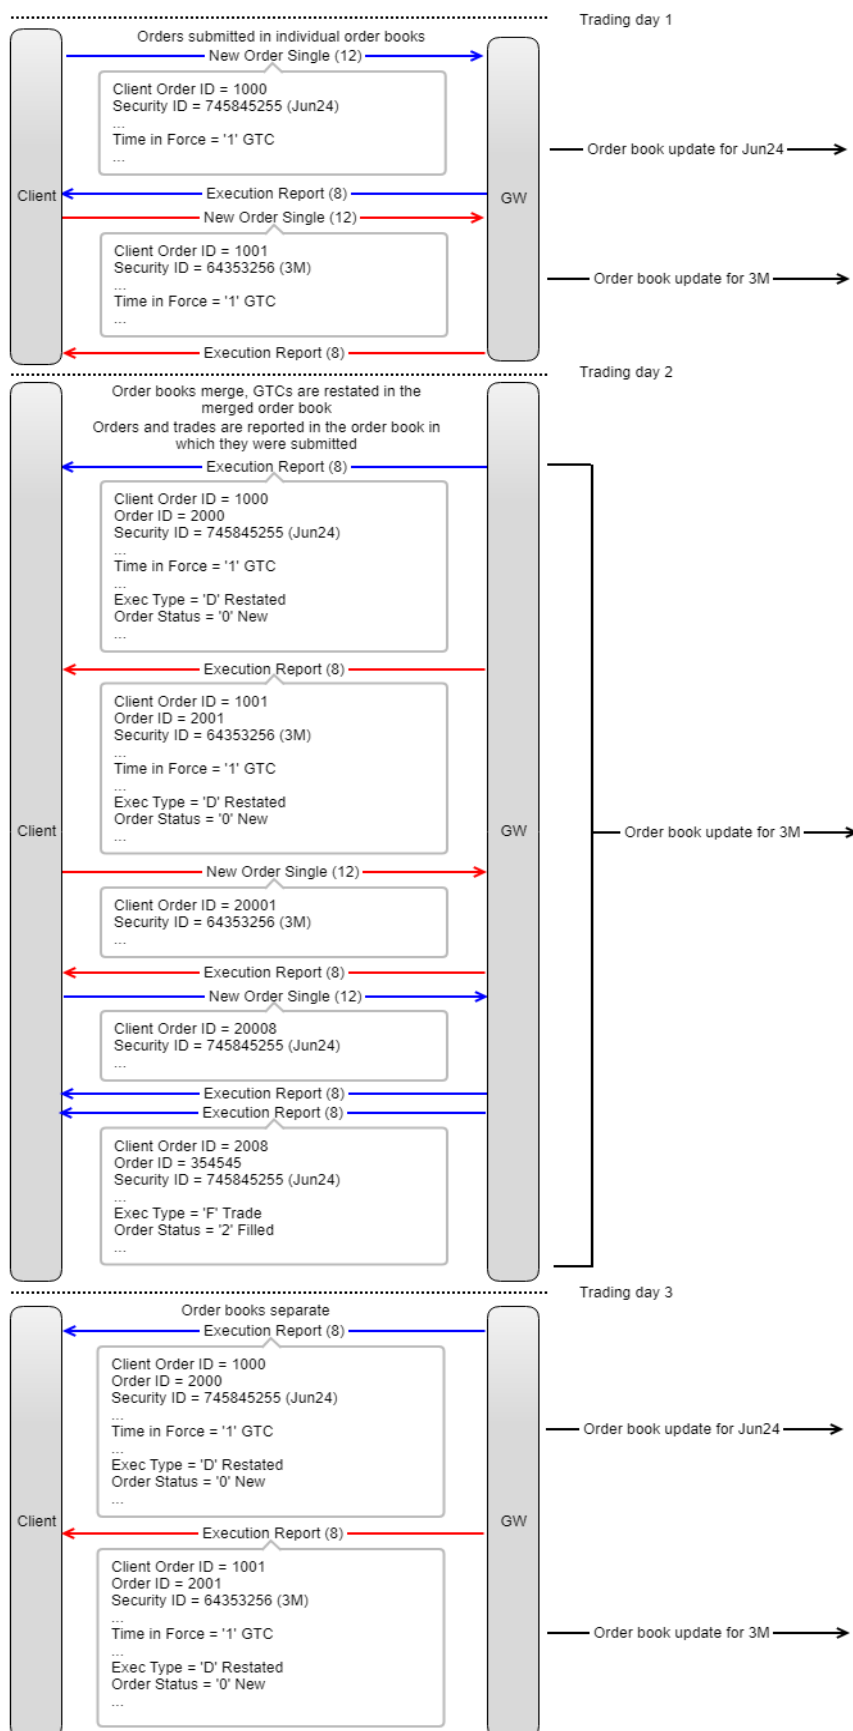 Trading day 1
Orders submitted in individual order books
New Order Single (12)
Client Order ID = 1000
Security ID = 745845255 (Jun24)
...
Time in Force = '1' GTC
...
Order book update for Jun24
Execution Report (8)
Client
GW
New Order Single (12)
Client Order ID = 1001
Security ID = 64353256 (3M)
...
Time in Force = '1' GTC
...
Order book update for 3M
Execution Report (8)
Trading day 2
Order books merge, GTCs are restated in the
merged order book
Orders and trades are reported in the order book in
which they were submitted
Execution Report (8)
Client Order ID = 1000
Order ID = 2000
Security ID = 745845255 (Jun24)
...
Time in Force = '1' GTC
...
Exec Type = 'D' Restated
Order Status = '0' New
...
Execution Report (8)
Client Order ID = 1001
Order ID = 2001
Security ID = 64353256 (3M)
...
Time in Force = '1' GTC
...
Exec Type = 'D' Restated
Order Status = '0' New
...
Client
GW
Order book update for 3M
New Order Single (12)
Client Order ID = 20001
Security ID = 64353256 (3M)
...
Execution Report (8)
New Order Single (12)
Client Order ID = 20008
Security ID = 745845255 (Jun24)
...
Execution Report (8)
Execution Report (8)
Client Order ID = 2008
Order ID = 354545
Security ID = 745845255 (Jun24)
...
Exec Type = 'F' Trade
Order Status = '2' Filled
...
Trading day 3
Order books separate
Execution Report (8)
Client Order ID = 1000
Order ID = 2000
Security ID = 745845255 (Jun24)
...
Time in Force = '1' GTC
...
Exec Type = 'D' Restated
Order Status = '0' New
...
Order book update for Jun24
Client
GW
Execution Report (8)
Client Order ID = 1001
Order ID = 2001
Security ID = 64353256 (3M)
...
Time in Force = '1' GTC
...
Exec Type = 'D' Restated
Order Status = '0' New
...
Order book update for 3M